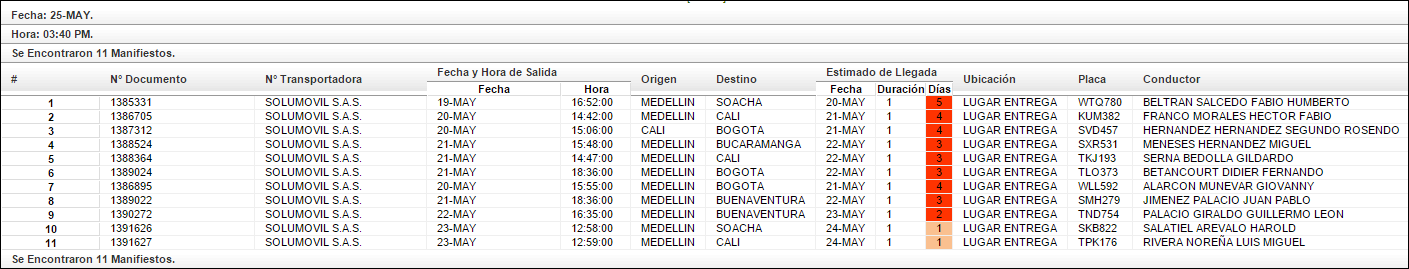 Fecha: 25-MAY.
Hora: 03:40 PM.
Se Encontraron 11 Manifiestos.
# N° Documento N° Transportadora Fecha y Hora de Salida Origen Destino Estimado de Llegada Ubicación Placa Conductor
Fecha Hora Fecha Duración Días
1 1385331 SOLUMOVIL S.A.S. 19-MAY 16:52:00 MEDELLIN SOACHA 20-MAY 1 5 LUGAR ENTREGA WTQ780 BELTRAN SALCEDO FABIO HUMBERTO
2 1386705 SOLUMOVIL S.A.S. 20-MAY 14:42:00 MEDELLIN CALI 21-MAY 1 4 LUGAR ENTREGA KUM382 FRANCO MORALES HECTOR FABIO
3 1387312 SOLUMOVIL S.A.S. 20-MAY 15:06:00 CALI BOGOTA 21-MAY 1 4 LUGAR ENTREGA SVD457 HERNANDEZ HERNANDEZ SEGUNDO ROSENDO
4 1388524 SOLUMOVIL S.A.S. 21-MAY 15:48:00 MEDELLIN BUCARAMANGA 22-MAY 1 3 LUGAR ENTREGA SXR531 MENESES HERNANDEZ MIGUEL
5 1388364 SOLUMOVIL S.A.S. 21-MAY 14:47:00 MEDELLIN CALI 22-MAY 1 3 LUGAR ENTREGA TKJ193 SERNA BEDOLLA GILDARDO
6 1389024 SOLUMOVIL S.A.S. 21-MAY 18:36:00 MEDELLIN BOGOTA 22-MAY 1 3 LUGAR ENTREGA TLO373 BETANCOURT DIDIER FERNANDO
7 1386895 SOLUMOVIL S.A.S. 20-MAY 15:55:00 MEDELLIN BOGOTA 21-MAY 1 4 LUGAR ENTREGA WLL592 ALARCON MUNEVAR GIOVANNY
8 1389022 SOLUMOVIL S.A.S. 21-MAY 18:36:00 MEDELLIN BUENAVENTURA 22-MAY 1 3 LUGAR ENTREGA SMH279 JIMENEZ PALACIO JUAN PABLO
9 1390272 SOLUMOVIL S.A.S. 22-MAY 16:35:00 MEDELLIN BUENAVENTURA 23-MAY 1 2 LUGAR ENTREGA TND754 PALACIO GIRALDO GUILLERMO LEON
10 1391626 SOLUMOVIL S.A.S. 23-MAY 12:58:00 MEDELLIN SOACHA 24-MAY 1 1 LUGAR ENTREGA SKB822 SALATIEL AREVALO HAROLD
11 1391627 SOLUMOVIL S.A.S. 23-MAY 12:59:00 MEDELLIN CALI 24-MAY 1 1 LUGAR ENTREGA TPK176 RIVERA NOREÑA LUIS MIGUEL
Se Encontraron 11 Manifiestos.